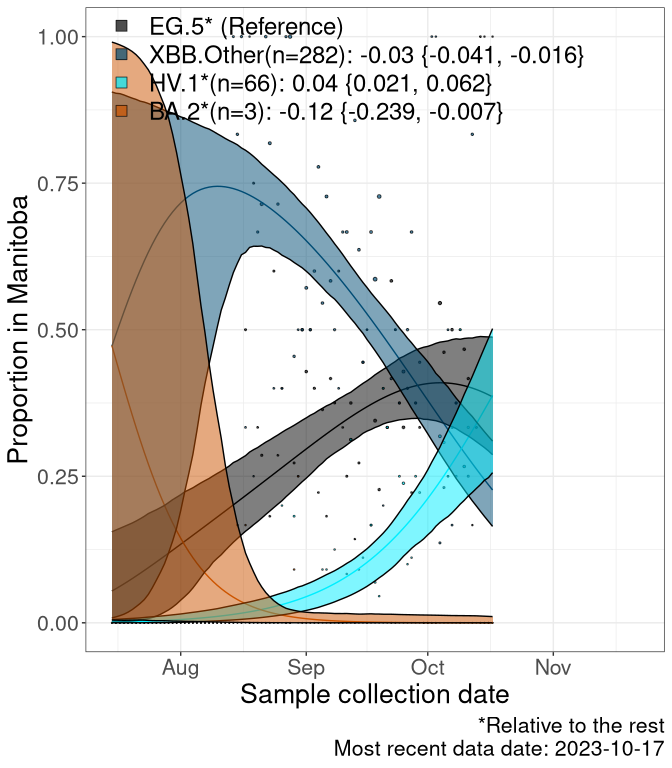 EG.5* (Reference)
XBB.Other(n=282): -0.03 {-0.041, -0.016}
HV.1*(n=66): 0.04 {0.021, 0.062}
BA.2*(n=3): -0.12 {-0.239, -0.007}
Proportion in Manitoba
1.00
0.75
0.50
0.25
0.00
Aug Sep Oct Nov
Sample collection date
*Relative to the rest
Most recent data date: 2023-10-17